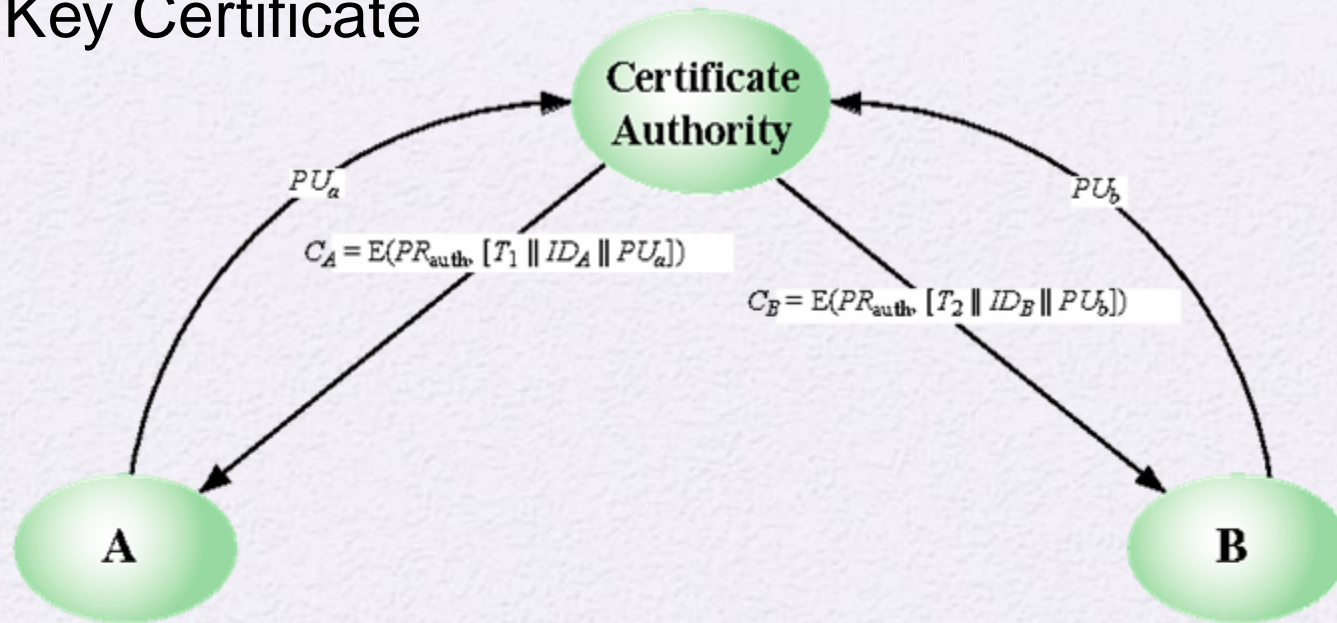 Key Certificate
Certificate
Authority
PUa
PUb
CA = E(PRauth, [T1 || IDA || PUa])
CB = E(PRauth, [T2 || IDB || PUb])
A
B